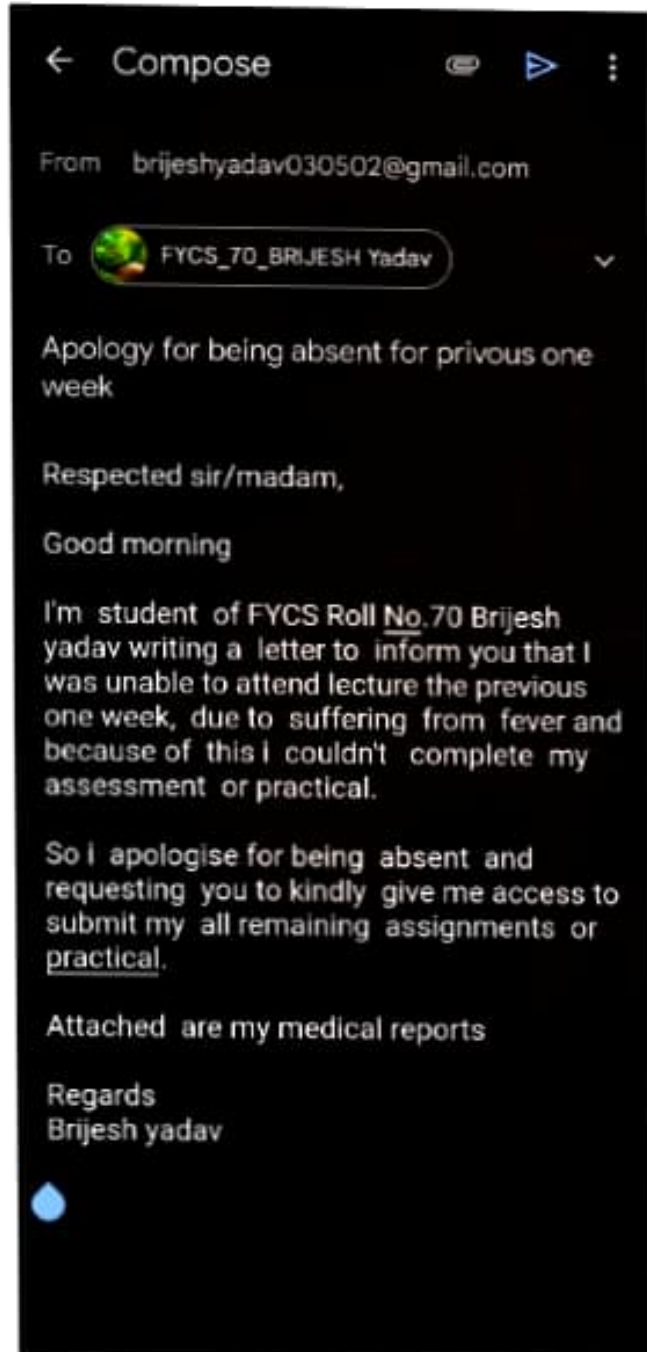 Compose
From brijeshyadav030502@gmail.com
To FYCS_70_BRIJESH Yadav
Apology for being absent for privous one
week
Respected sir/madam,
Good morning
I'm student of FYCS Roll No.70 Brijesh
yadav writing a letter to inform you that I
was unable to attend lecture the previous
one week, due to suffering from fever and
because of this i couldn't complete my
assessment or practical.
So i apologise for being absent and
requesting you to kindly give me access to
submit my all remaining assignments or
practical.
Attached are my medical reports
Regards
Brijesh yadav